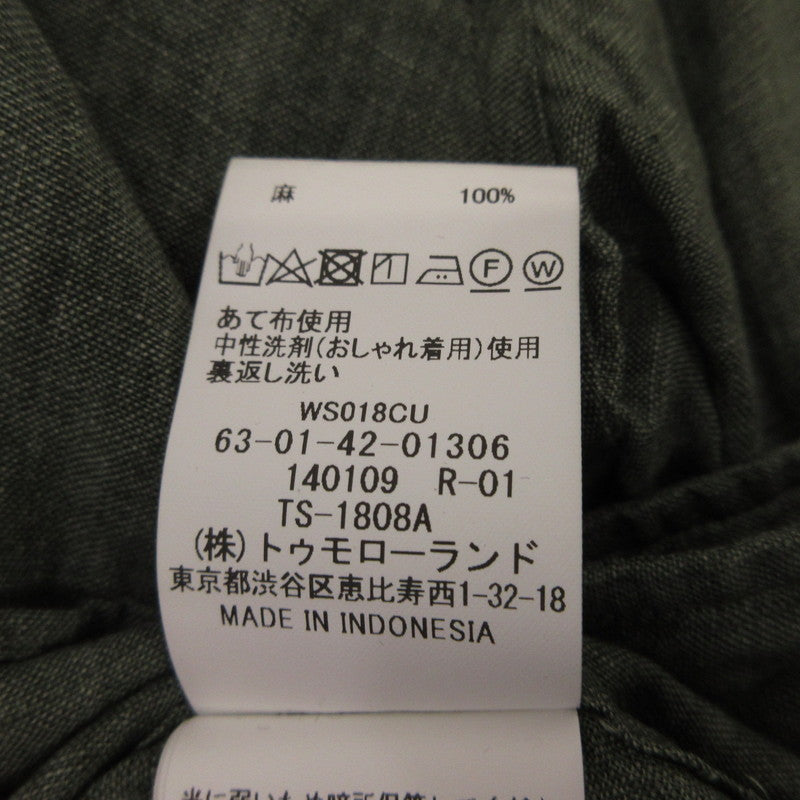 麻 100%
F W
あて布使用
中性洗剤(おしゃれ着用)使用
裏返し洗い
WS018CU
63-01-42-01306
140109 R-01
TS-1808A
(株)トゥモローランド
東京都渋谷区恵比寿西1-32-18
MADE IN INDONESIA